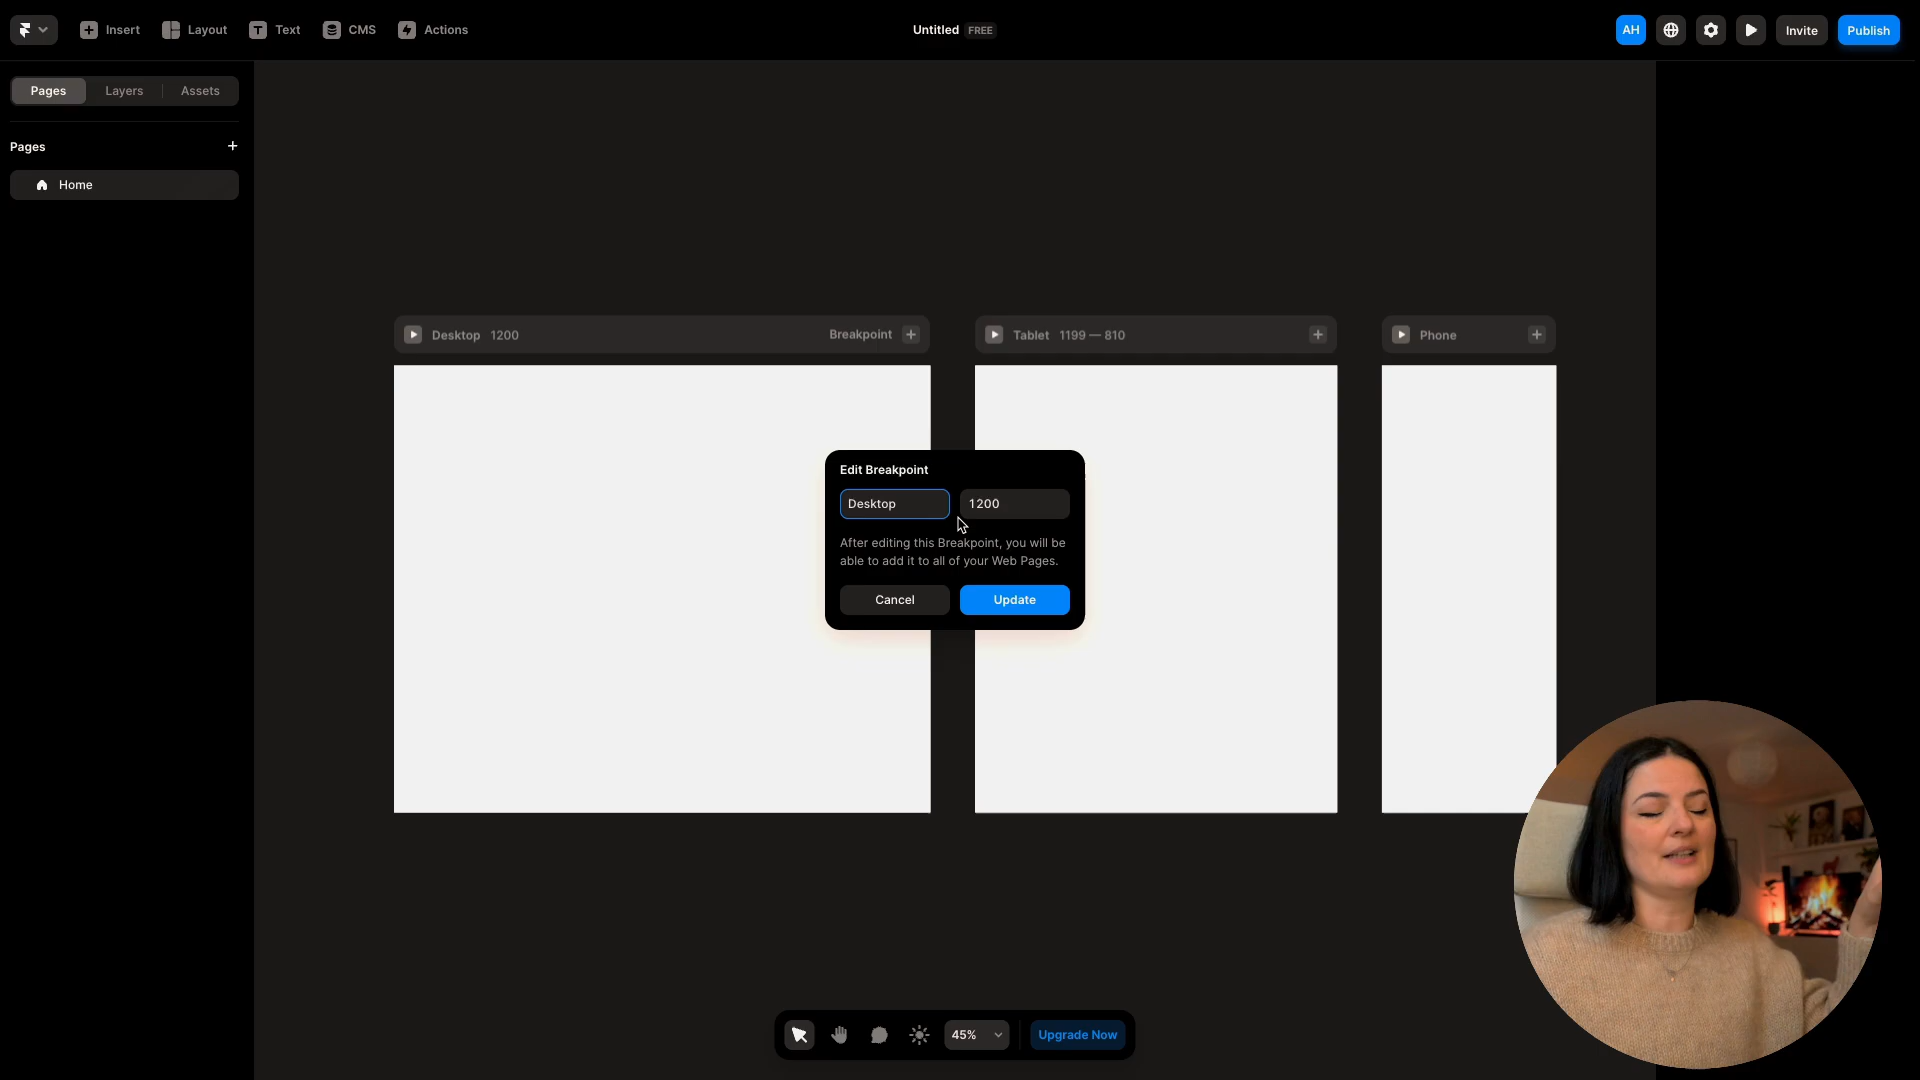 Insert
Layout
Text
CMS
Actions
Untitled FREE
AH
Invite
Publish
Pages
Layers
Assets
Pages
Home
Desktop 1200
Breakpoint
Tablet 1199 — 810
Phone
Edit Breakpoint
Desktop
1200
After editing this Breakpoint, you will be
able to add it to all of your Web Pages.
Cancel
Update
45%
Upgrade Now